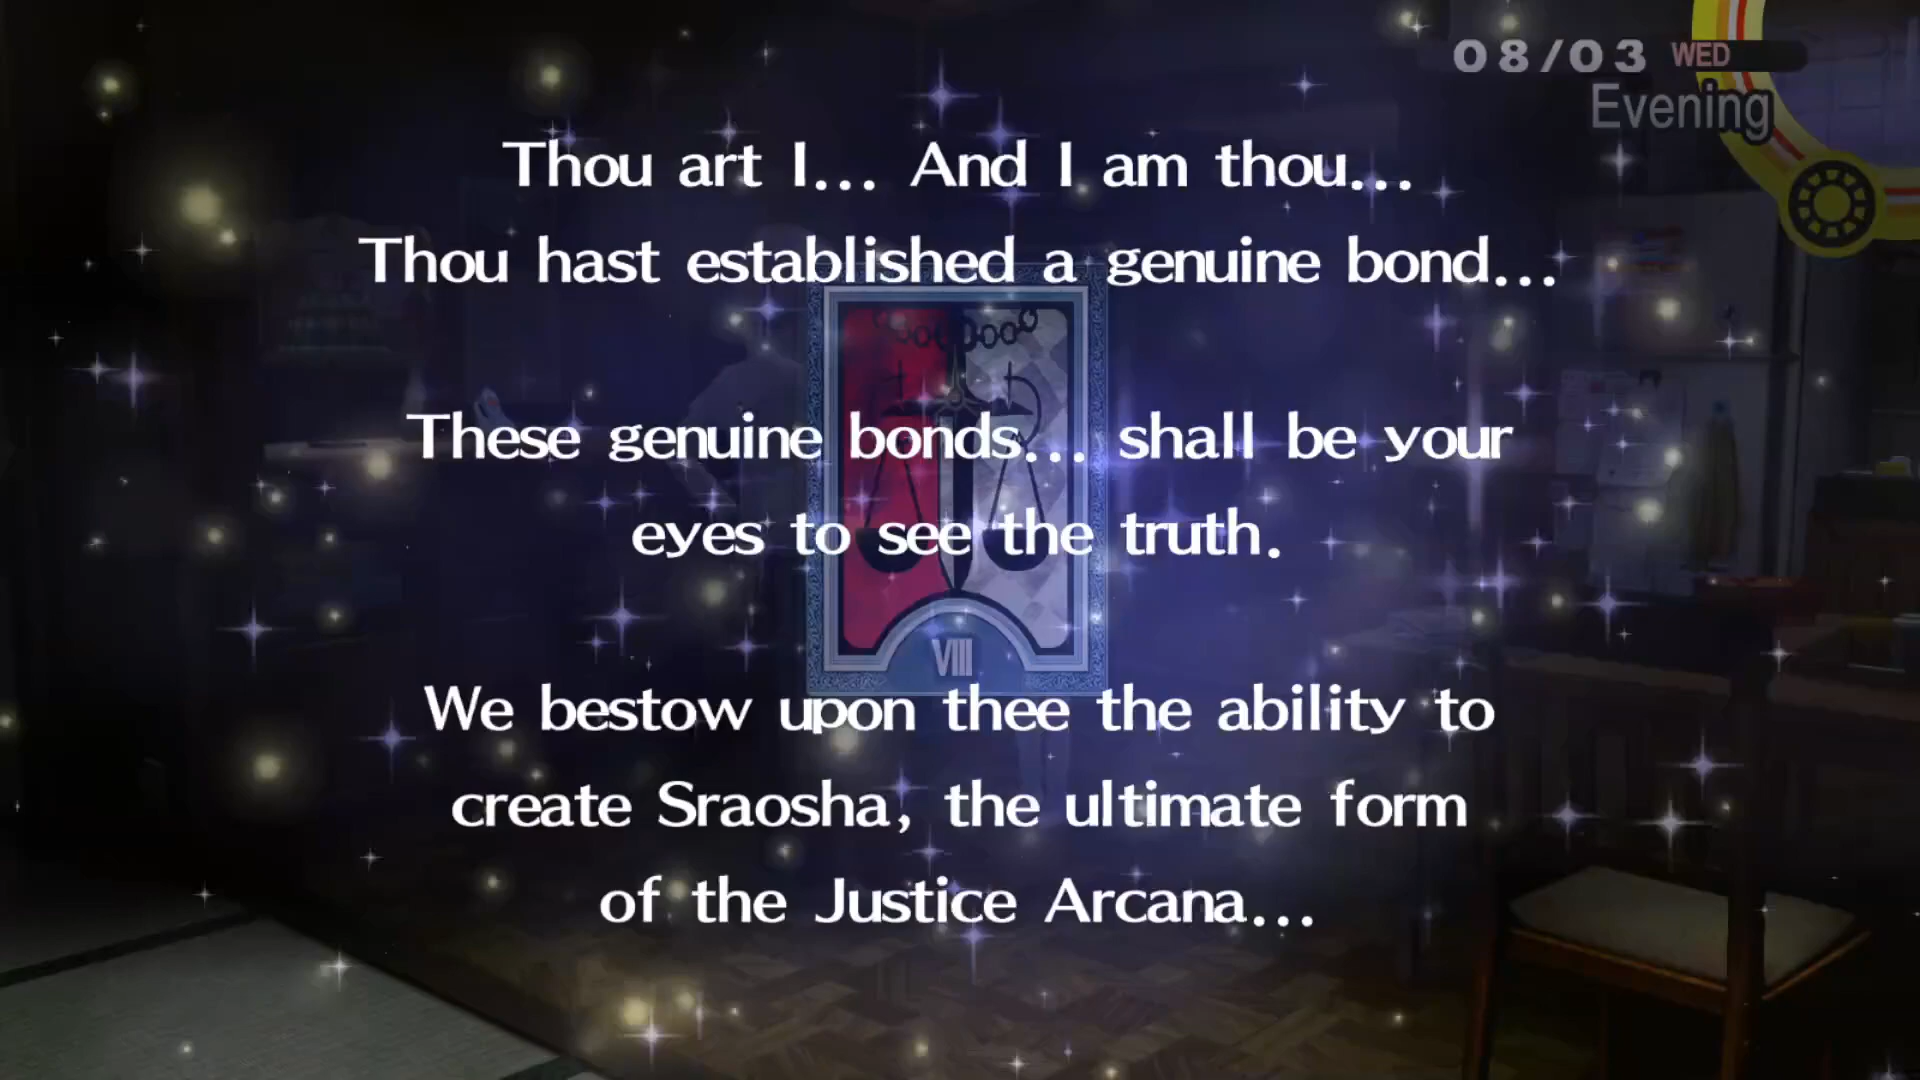 08/03 WED
Evening
Thou art I... And I am thou...
Thou hast established a genuine bond...
These genuine bonds... shall be your
eyes to see the truth.
VIII
We bestow upon thee the ability to
create Sraosha, the ultimate form
of the Justice Arcana...